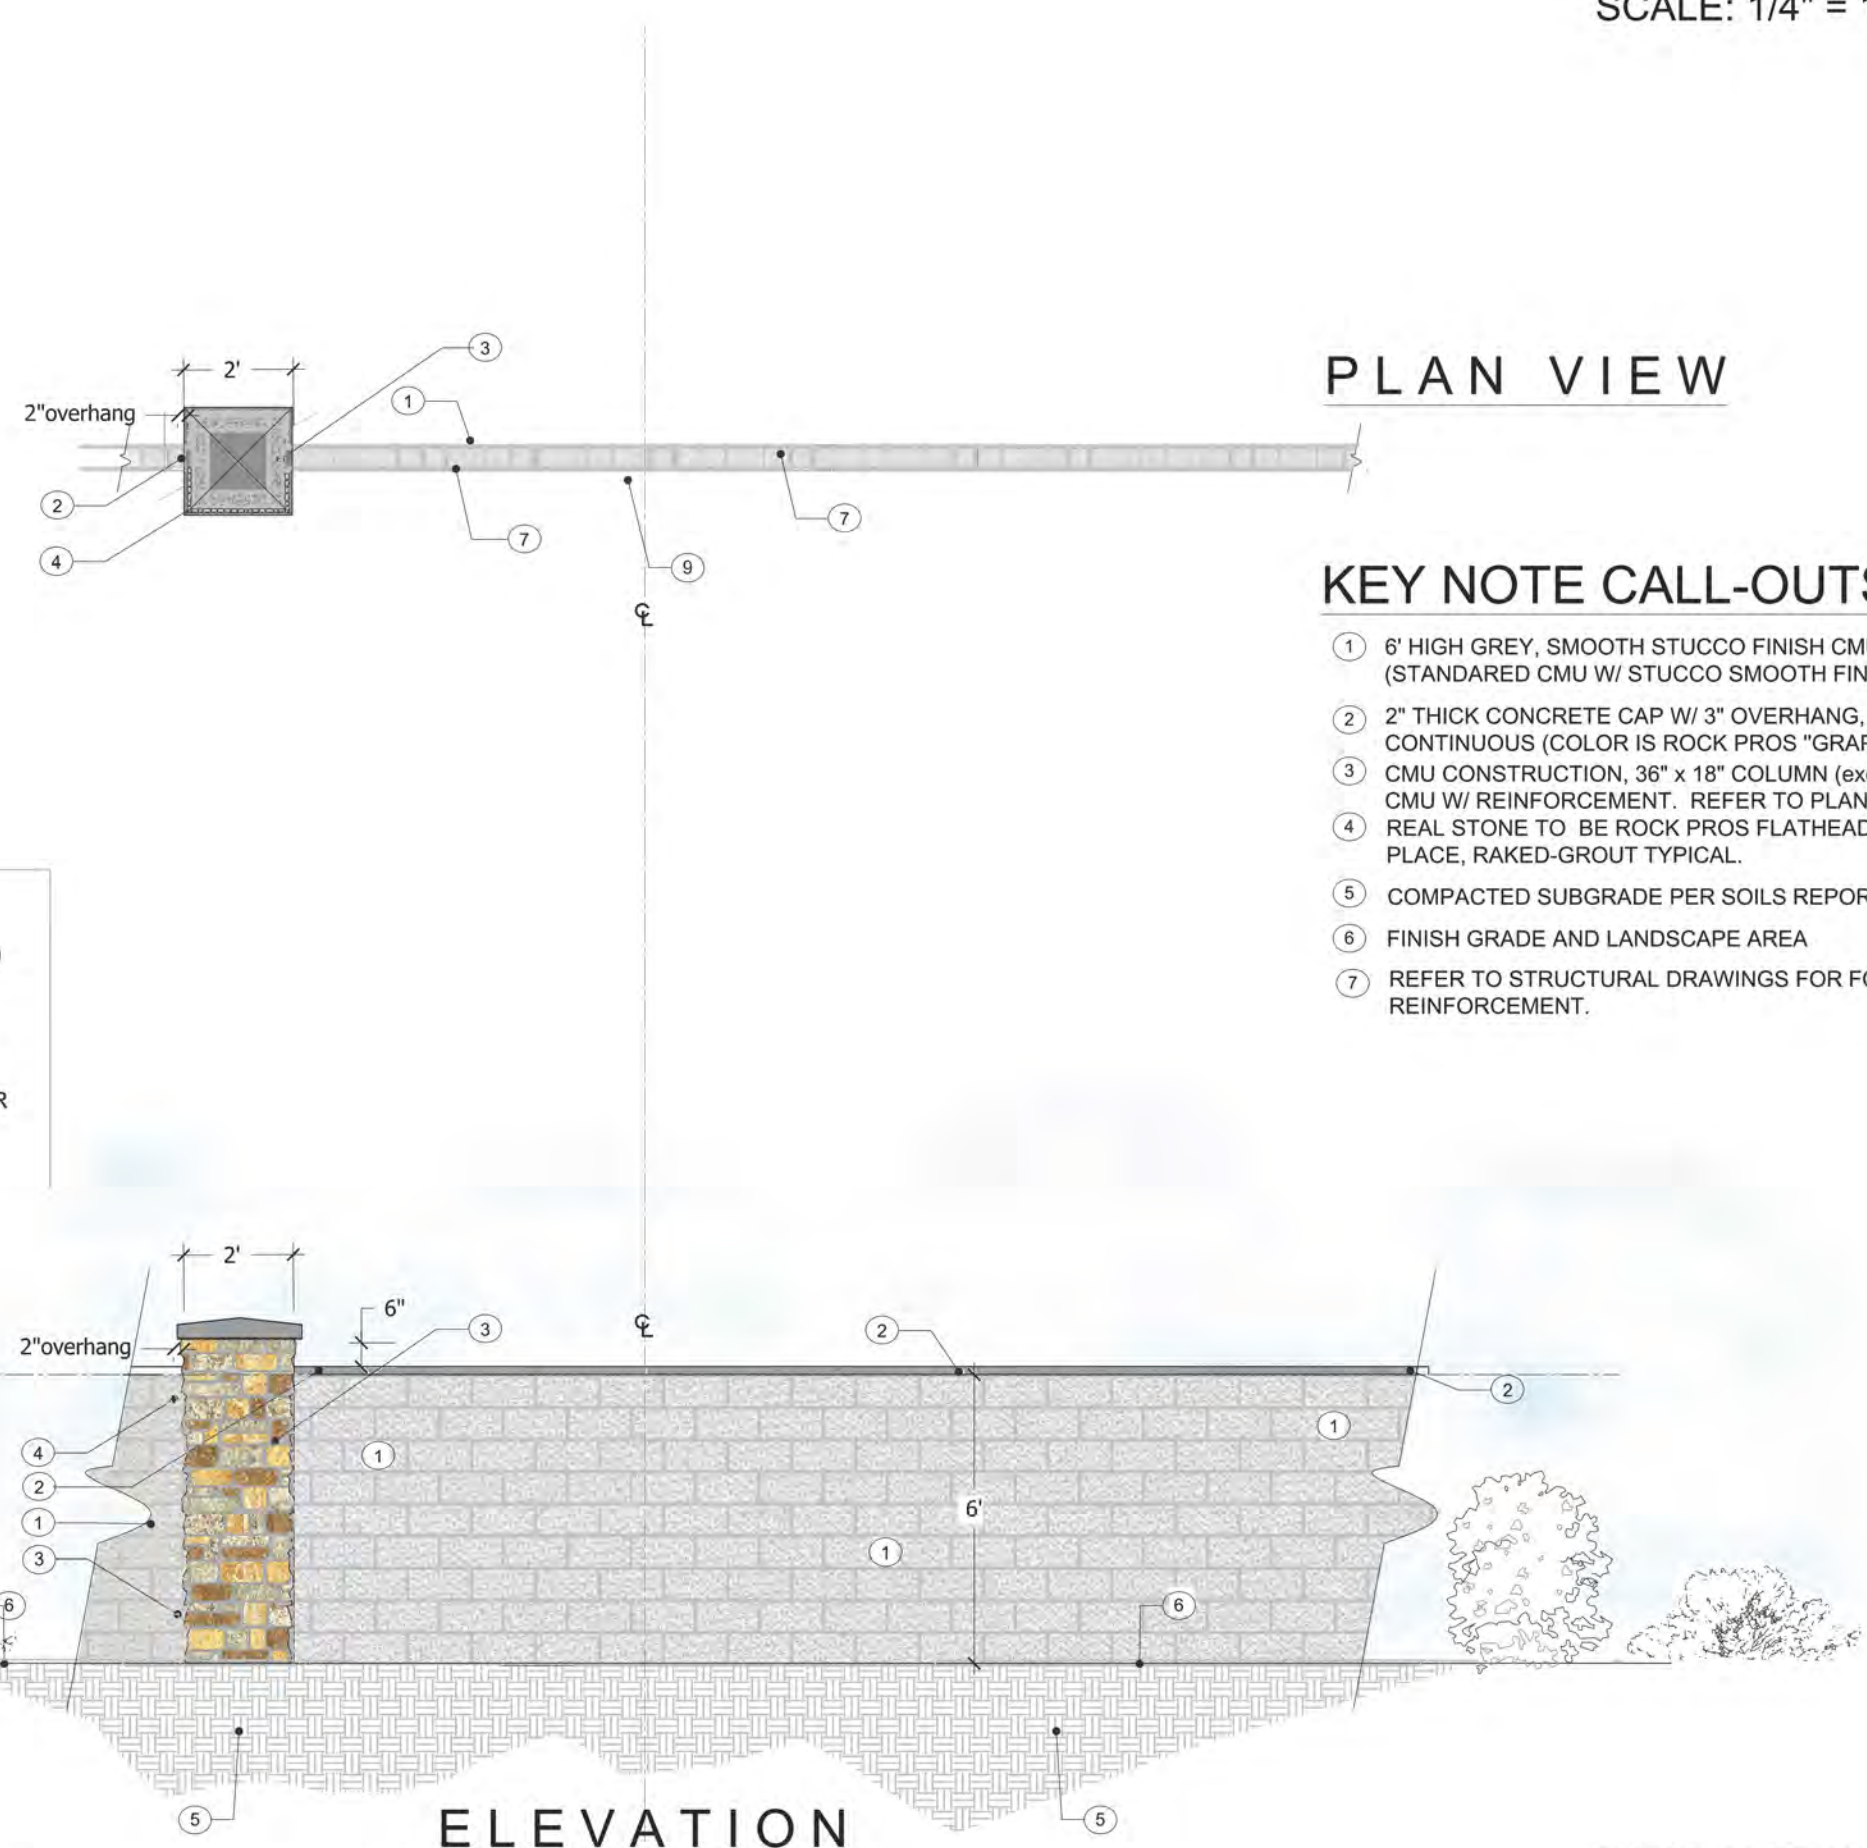 SCALE: 1/4" =
PLAN VIEW
2'
3
2"overhang
1
2
4
7
7
9
℄
KEY NOTE CALL-OUTS
1 6' HIGH GREY, SMOOTH STUCCO FINISH
(STANDARED CMU W/ STUCCO SMOOTH
2 2" THICK CONCRETE CAP W/ 3" OVERHANG,
CONTINUOUS (COLOR IS ROCK PROS
3 CMU CONSTRUCTION, 36" x 18" COLUMN
CMU W/ REINFORCEMENT. REFER TO PLAN
4 REAL STONE TO BE ROCK PROS FLATHEAD
PLACE, RAKED-GROUT TYPICAL.
5 COMPACTED SUBGRADE PER SOILS
6 FINISH GRADE AND LANDSCAPE AREA
7 REFER TO STRUCTURAL DRAWINGS FOR
REINFORCEMENT.
R
2'
6"
3
℄
2
2"overhang
2
4
1
1
2
6'
1
1
3
6
6
5
5
ELEVATION